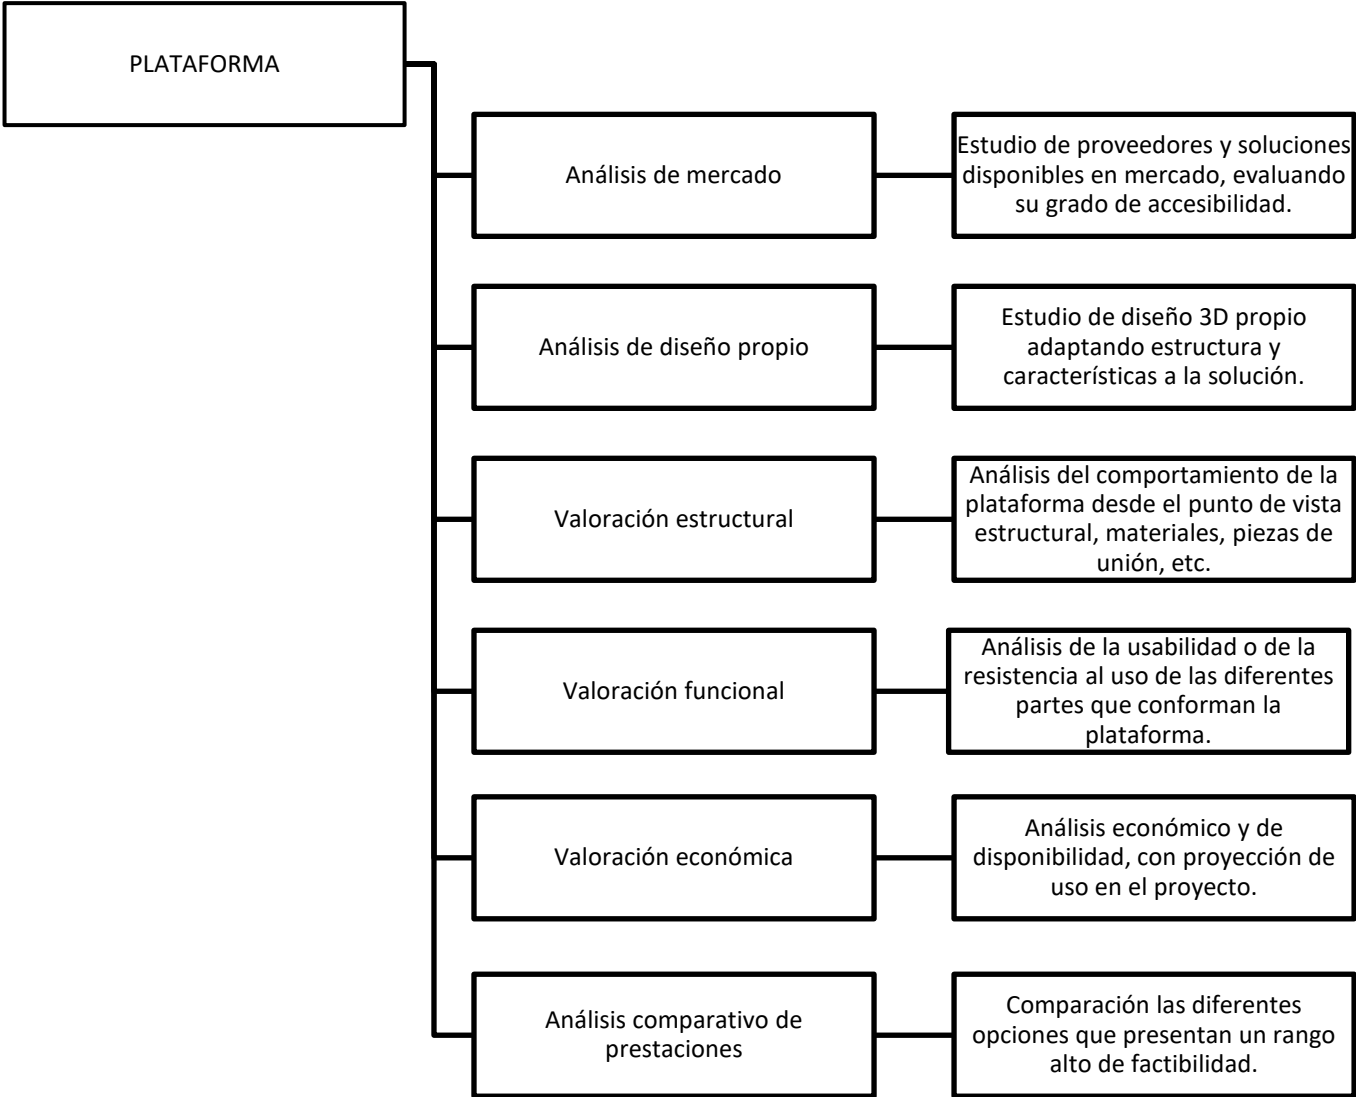 PLATAFORMA
Análisis de mercado
Estudio de proveedores y soluciones
disponibles en mercado, evaluando
su grado de accesibilidad.
Análisis de diseño propio
Estudio de diseño 3D propio
adaptando estructura y
características a la solución.
Valoración estructural
Análisis del comportamiento de la
plataforma desde el punto de vista
estructural, materiales, piezas de
unión, etc.
Valoración funcional
Análisis de la usabilidad o de la
resistencia al uso de las diferentes
partes que conforman la
plataforma.
Valoración económica
Análisis económico y de
disponibilidad, con proyección de
uso en el proyecto.
Análisis comparativo de
prestaciones
Comparación las diferentes
opciones que presentan un rango
alto de factibilidad.